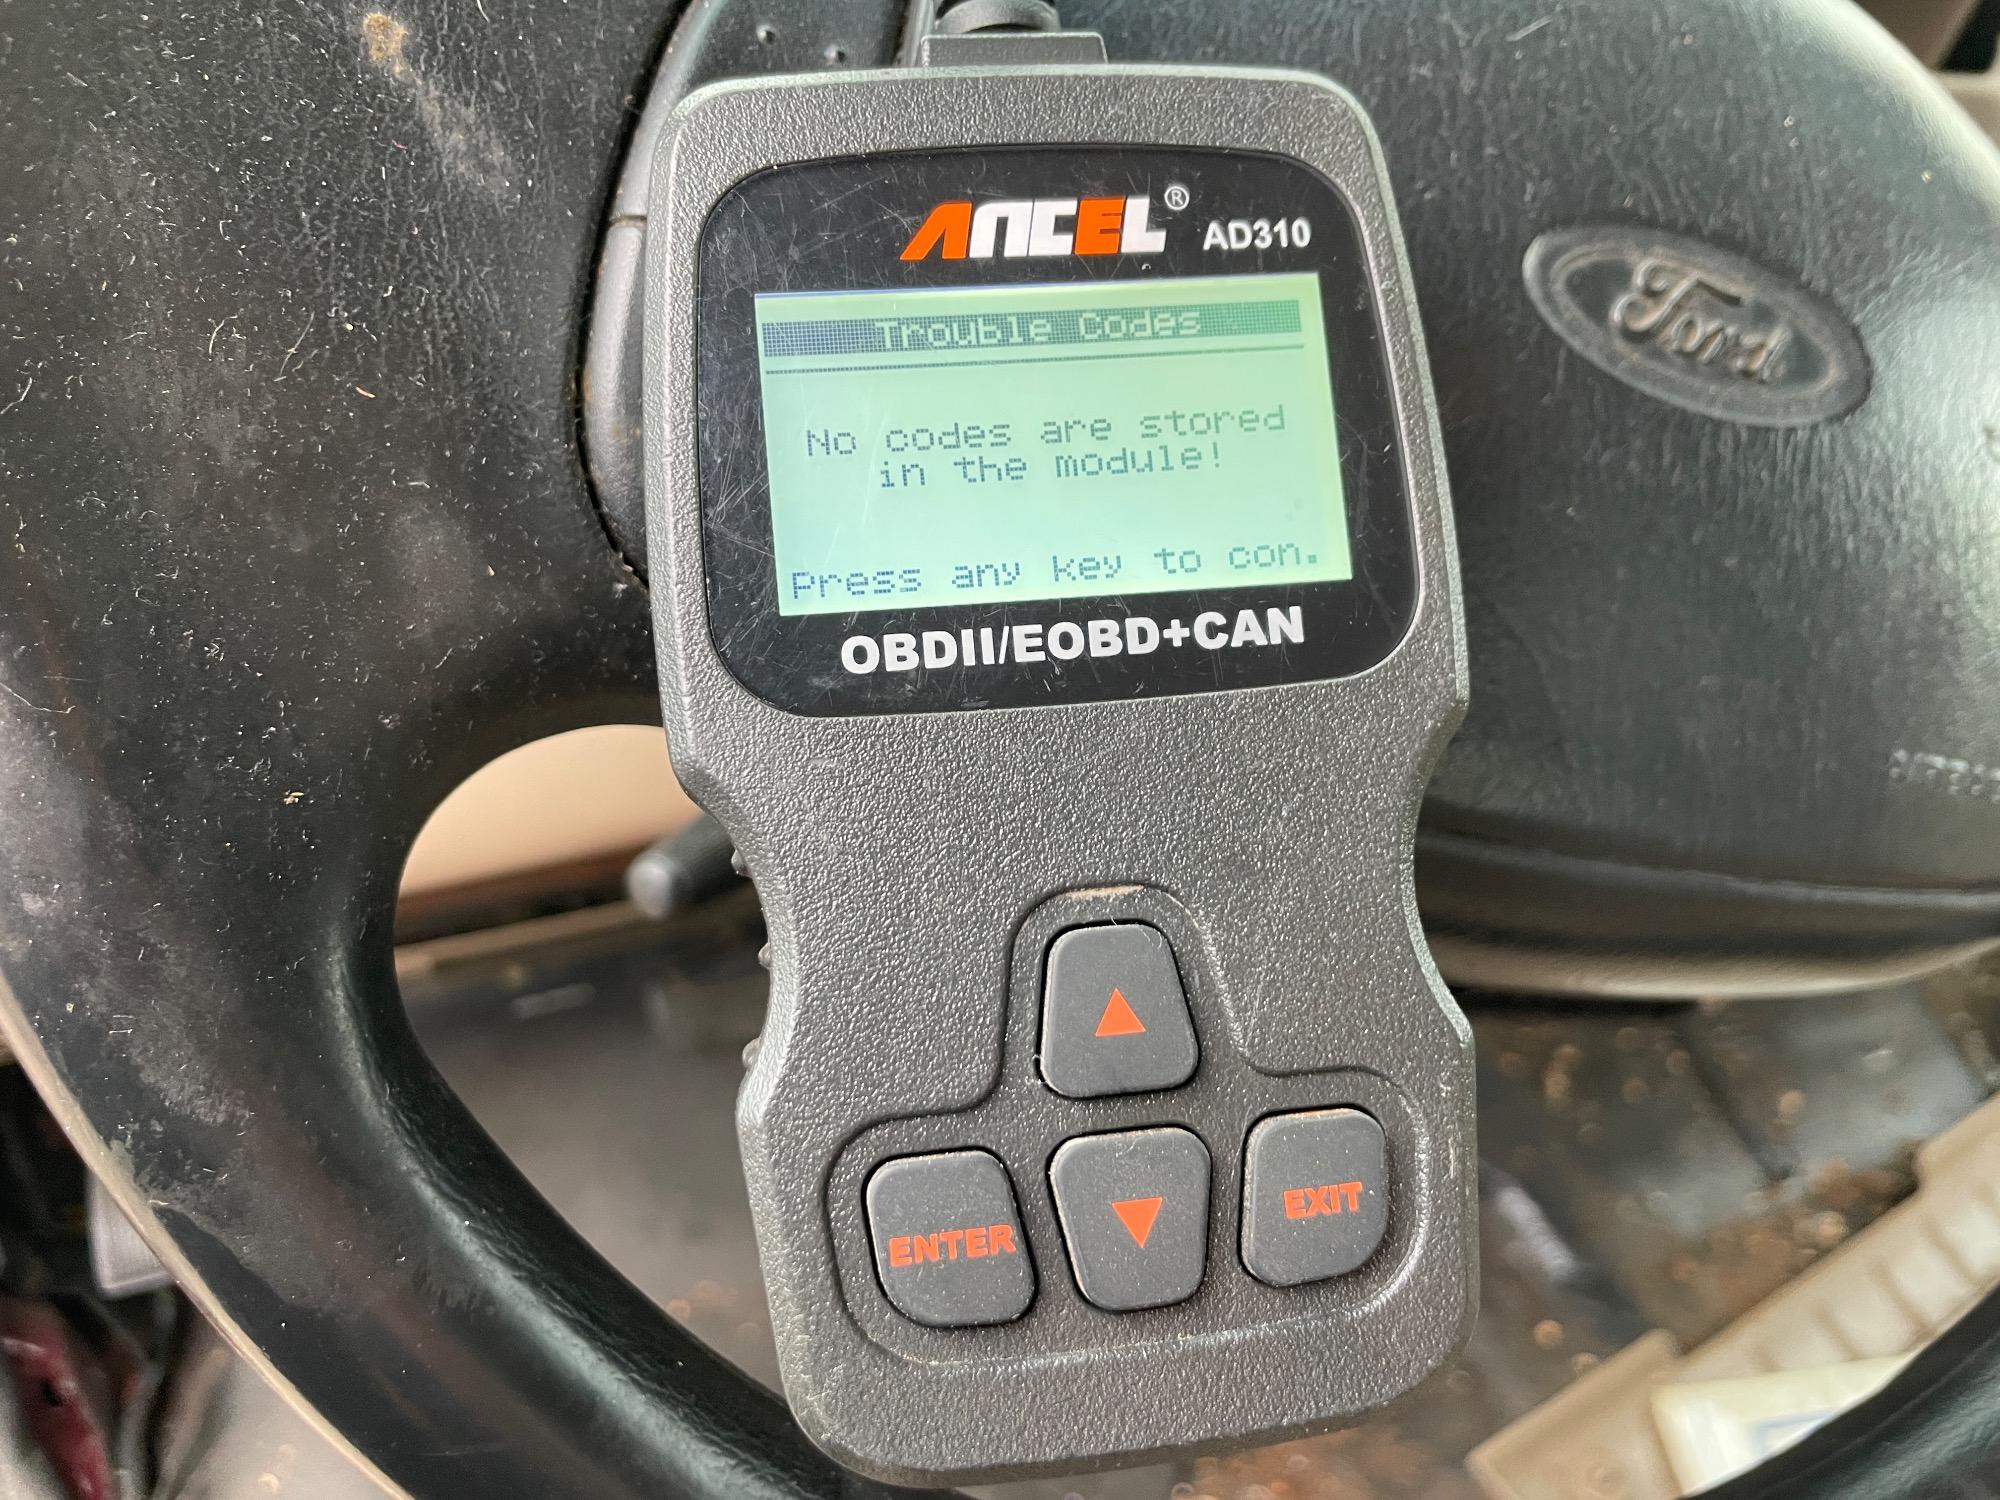 ANCEL® AD310
Trouble Codes
No codes are stored
in the module!
Press any key to con.
OBDII/EOBD+CAN
Ford
ENTER
EXIT